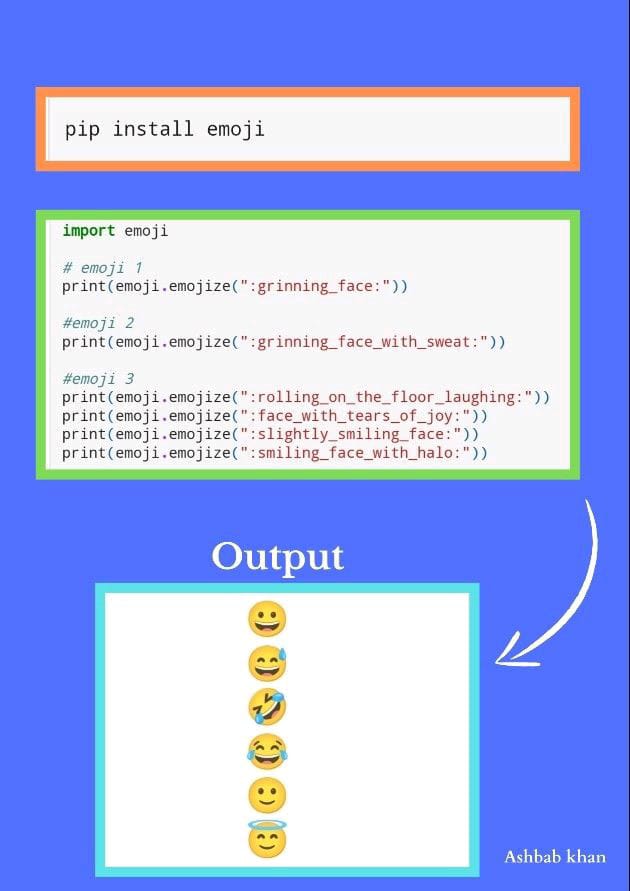 pip install emoji
import emoji
# emoji 1
print(emoji.emojize(":grinning_face:"))
#emoji 2
print(emoji.emojize(":grinning_face_with_sweat:"))
#emoji 3
print(emoji.emojize(":rolling_on_the_floor_laughing:"))
print(emoji.emojize(":face_with_tears_of_joy:"))
print(emoji.emojize(":slightly_smiling_face:"))
print(emoji.emojize(":smiling_face_with_halo:"))
Output
😀
😅
🤣
😂
🙂
😇
Ashbab khan